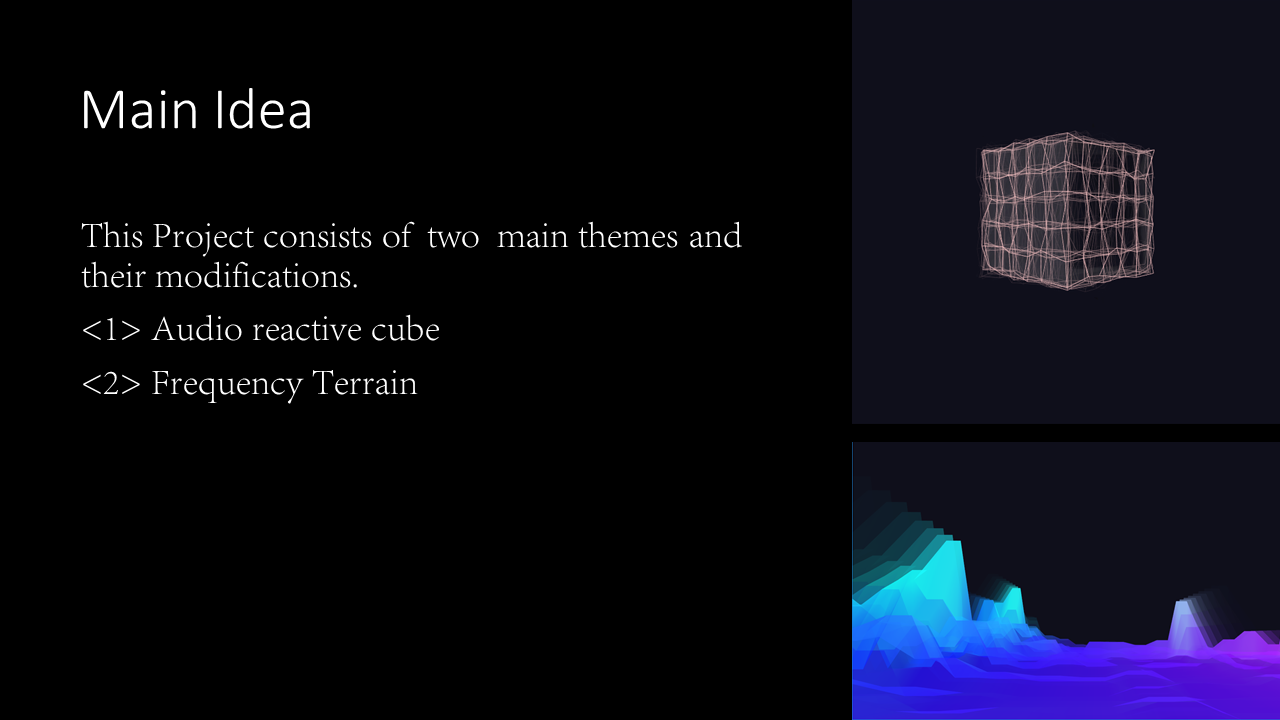 Main Idea
This Project consists of two main themes and
their modifications.
<1> Audio reactive cube
<2> Frequency Terrain